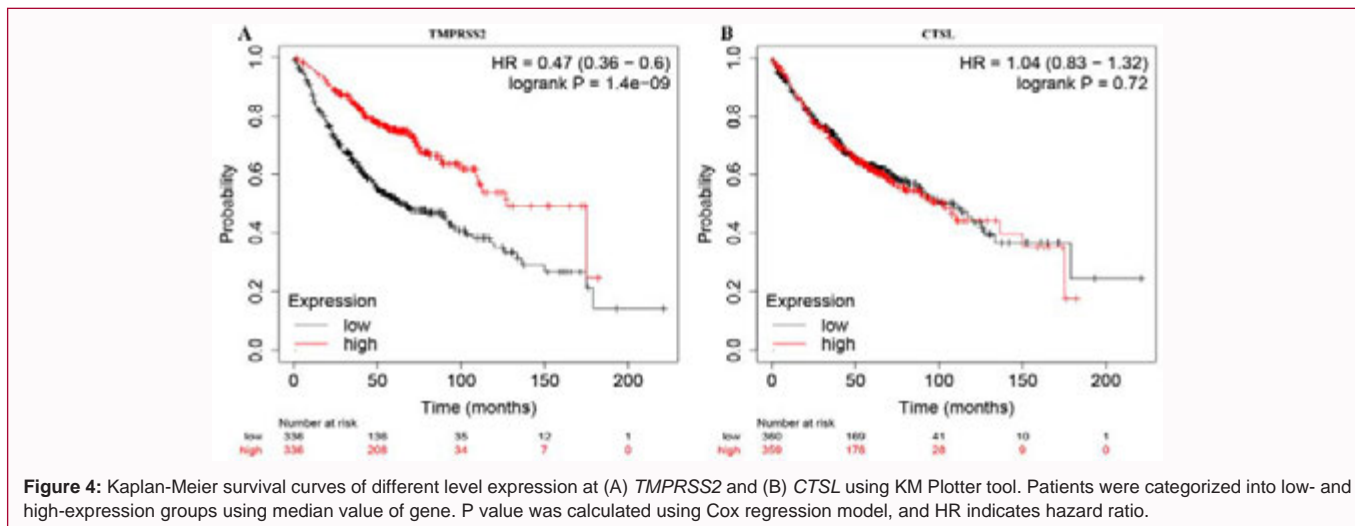 A
TMPRSS2
HR = 0.47 (0.36 − 0.6)
logrank P = 1.4e−09
Probability
1.0
0.8
0.6
0.4
0.2
0.0
Expression
low
high
0 50 100 150 200
Time (months)
Number at risk
low 336 136 35 12 1
high 336 208 34 7 0
B
CTSL
HR = 1.04 (0.83 − 1.32)
logrank P = 0.72
Probability
1.0
0.8
0.6
0.4
0.2
0.0
Expression
low
high
0 50 100 150 200
Time (months)
Number at risk
low 360 169 41 10 1
high 359 176 28 9 0
Figure 4: Kaplan-Meier survival curves of different level expression at (A) TMPRSS2 and (B) CTSL using KM Plotter tool. Patients were categorized into low- and
high-expression groups using median value of gene. P value was calculated using Cox regression model, and HR indicates hazard ratio.